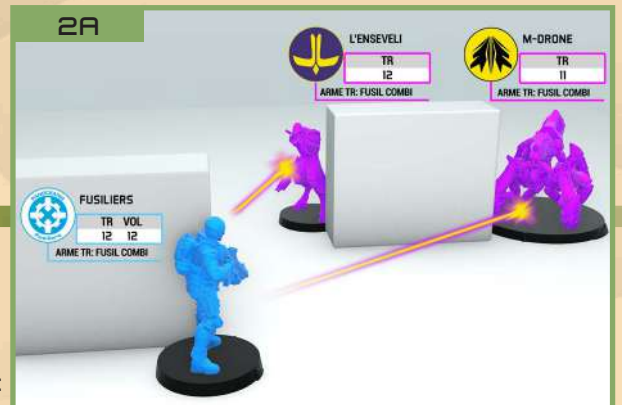 2A
L'ENSEVELI
TR
12
ARME TR: FUSIL COMBI
M-DRONE
TR
11
ARME TR: FUSIL COMBI
FUSILIERS
TR VOL
12 12
ARME TR: FUSIL COMBI